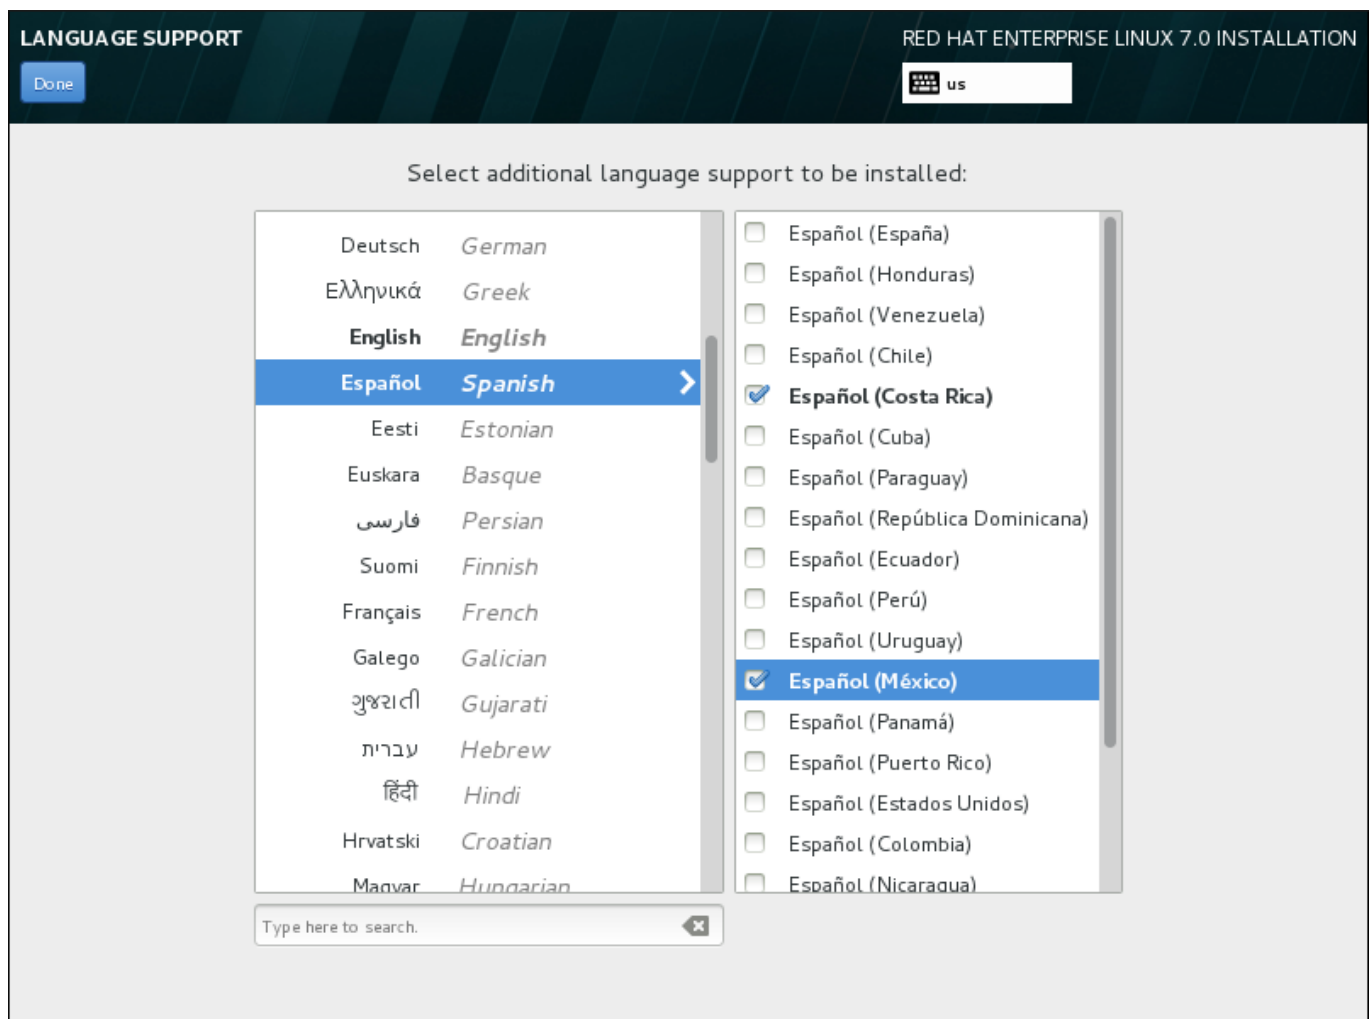 LANGUAGE SUPPORT
RED HAT ENTERPRISE LINUX 7.0 INSTALLATION
Done
us
Select additional language support to be installed:
Deutsch German
Ελληνικά Greek
English English
Español Spanish
Eesti Estonian
Euskara Basque
فارسی Persian
Suomi Finnish
Français French
Galego Galician
ગુજરાતી Gujarati
עברית Hebrew
हिंदी Hindi
Hrvatski Croatian
Magyar Hungarian
Español (España)
Español (Honduras)
Español (Venezuela)
Español (Chile)
Español (Costa Rica)
Español (Cuba)
Español (Paraguay)
Español (República Dominicana)
Español (Ecuador)
Español (Perú)
Español (Uruguay)
Español (México)
Español (Panamá)
Español (Puerto Rico)
Español (Estados Unidos)
Español (Colombia)
Español (Nicaragua)
Type here to search.